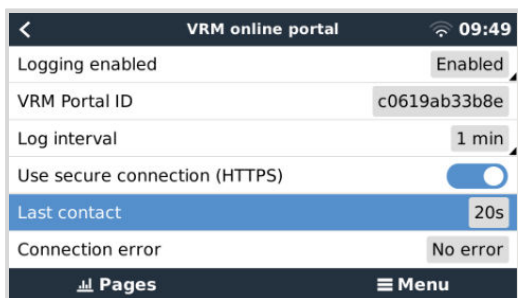 VRM online portal 09:49
Logging enabled Enabled
VRM Portal ID c0619ab33b8e
Log interval 1 min
Use secure connection (HTTPS)
Last contact 20s
Connection error No error
Pages Menu